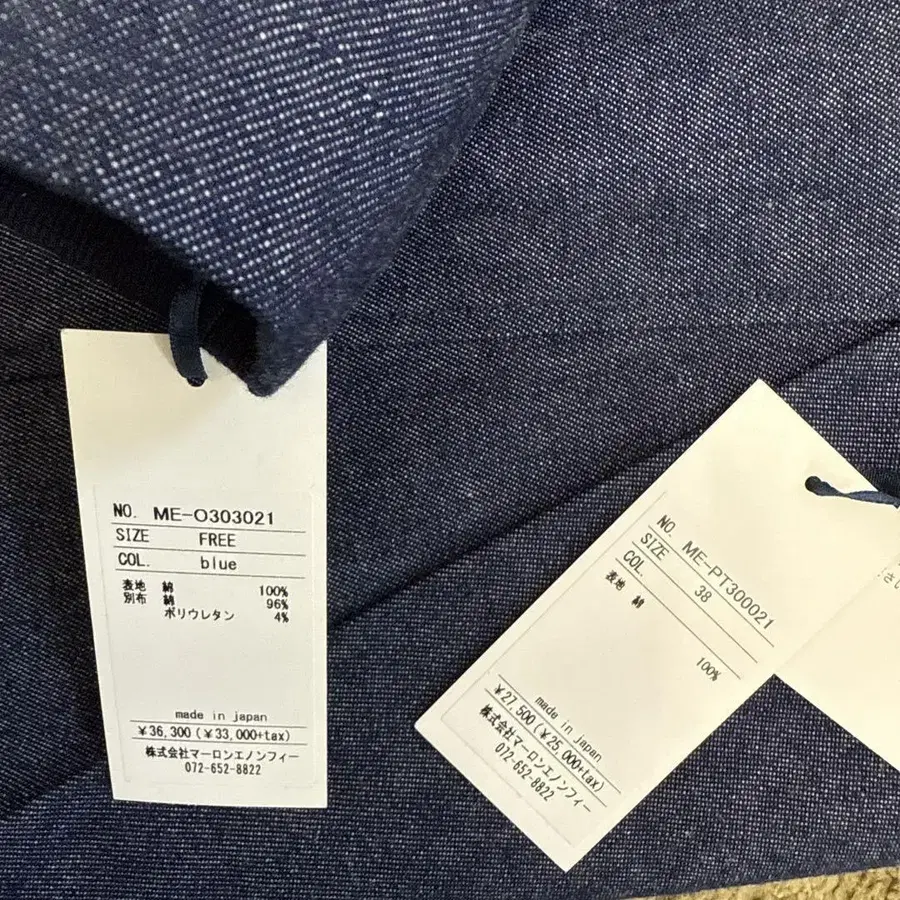 NO. ME-O303021
SIZE FREE
COL. blue
表地 綿 100%
別布 綿 96%
ポリウレタン 4%
made in japan
¥36,300(¥33,000+tax)
株式会社マーロンエノンフィー
072-652-8822
NO. ME-PT300021
SIZE 38
COL.
表地 綿 100%
made in japan
¥27,500(¥25,000+tax)
株式会社マーロンエノンフィー
072-652-8822
さい